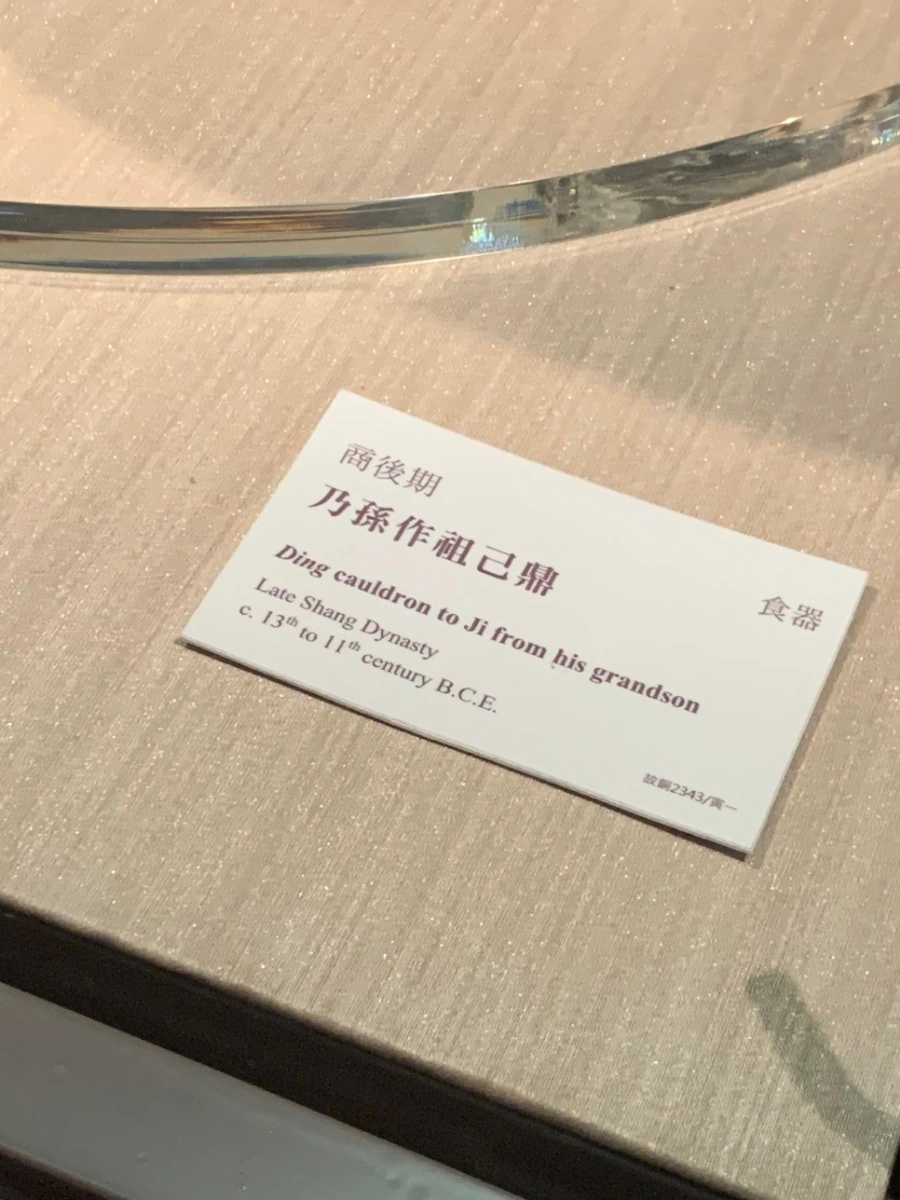 商後期
乃孫作祖己鼎
食器
Ding cauldron to Ji from his grandson
Late Shang Dynasty
c. 13th to 11th century B.C.E.
故銅2343/寅一